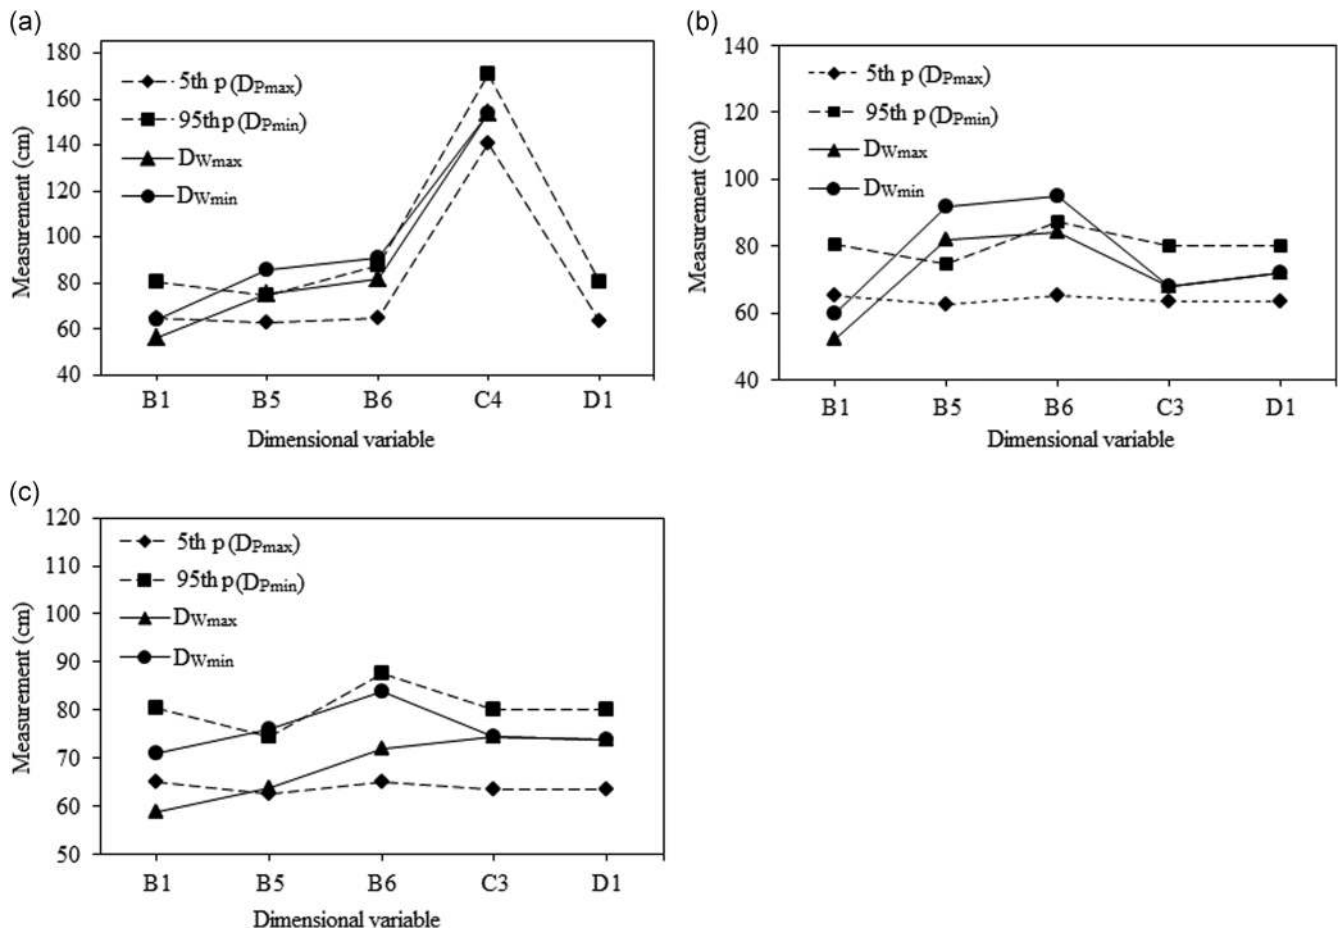 (a)
Measurement (cm)
180
160
140
120
100
80
60
40
5th p (DPmax)
95th p (DPmin)
DWmax
DWmin
B1 B5 B6 C4 D1
Dimensional variable
(b)
Measurement (cm)
140
120
100
80
60
40
5th p (DPmax)
95th p (DPmin)
DWmax
DWmin
B1 B5 B6 C3 D1
Dimensional variable
(c)
Measurement (cm)
120
110
100
90
80
70
60
50
5th p (DPmax)
95th p (DPmin)
DWmax
DWmin
B1 B5 B6 C3 D1
Dimensional variable